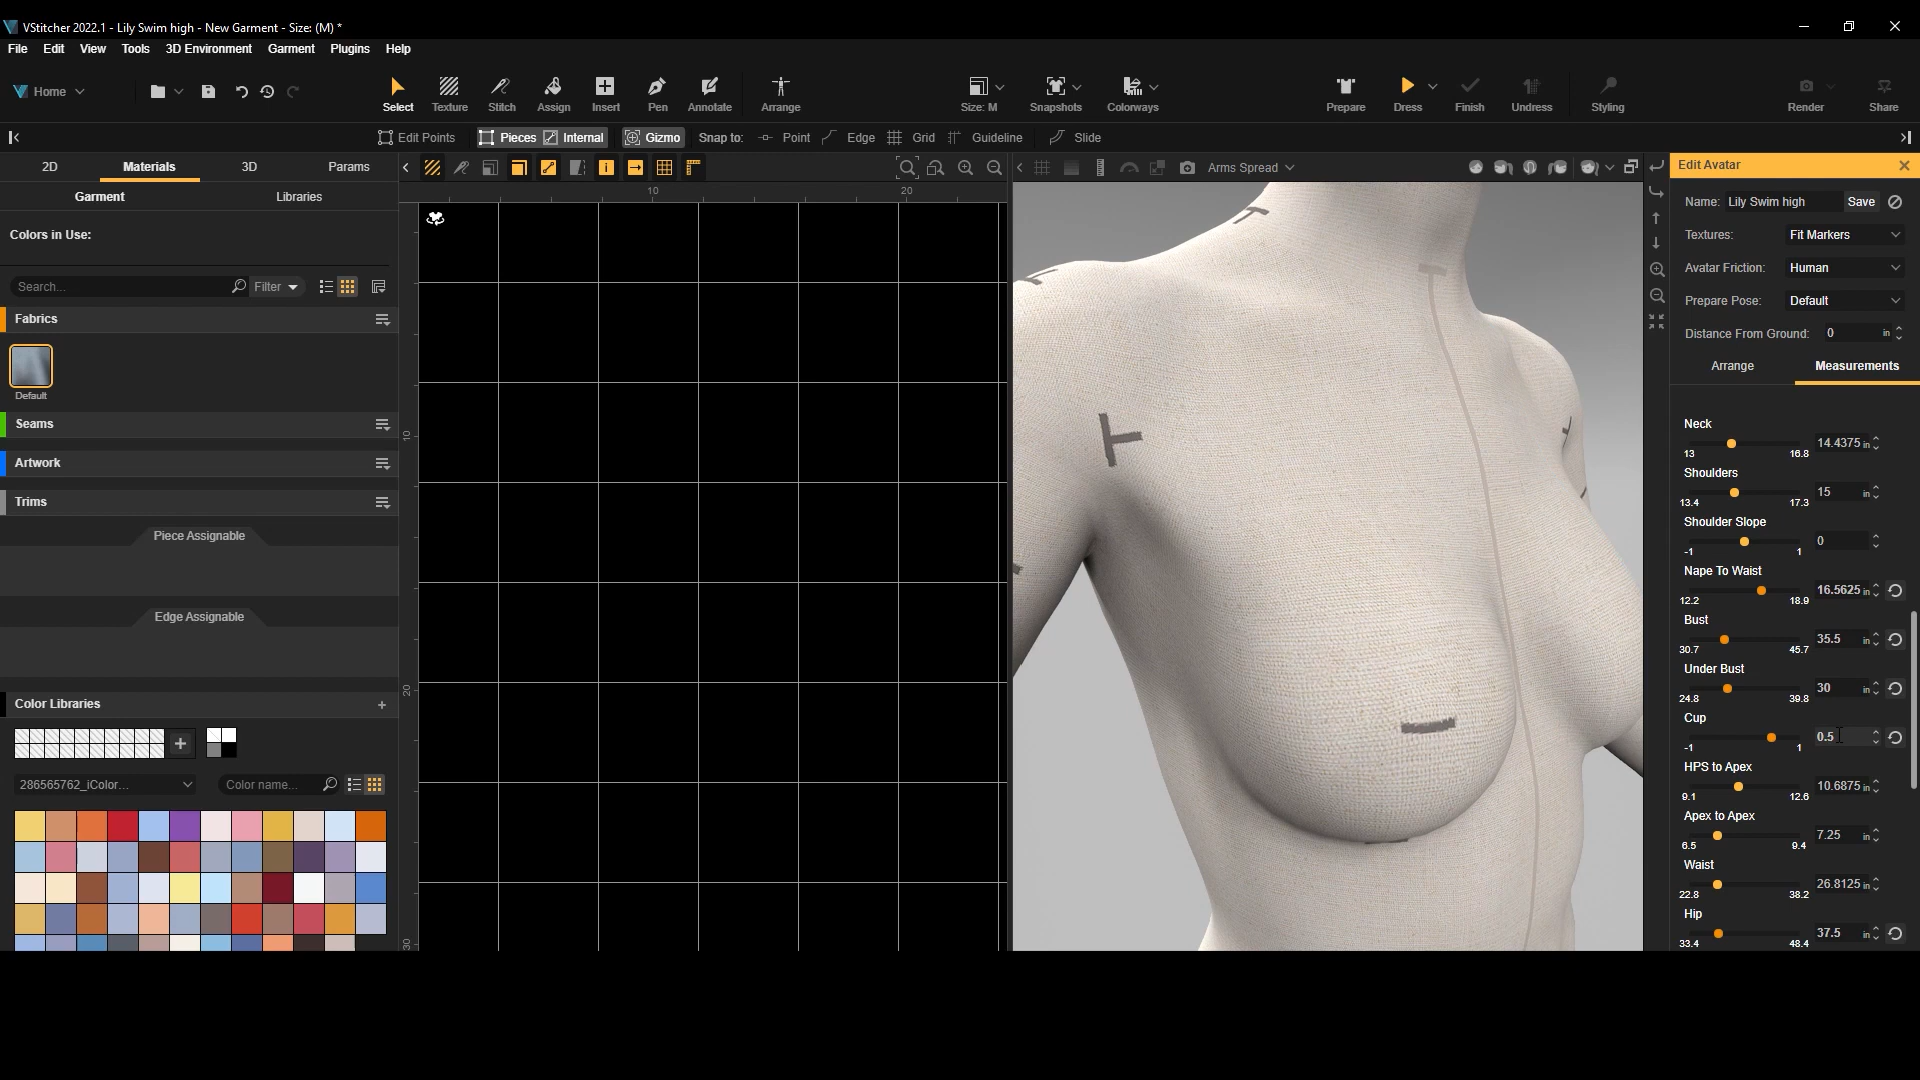 VStitcher 2022.1 - Lily Swim high - New Garment - Size: (M) *
File Edit View Tools 3D Environment Garment Plugins Help
Home Select Texture Stitch Assign Insert Pen Annotate Arrange Size: M Snapshots Colorways Prepare Dress Finish Undress Styling Render Share
Edit Points Pieces Internal Gizmo Snap to: Point Edge Grid Guideline Slide
2D Materials 3D Params
Arms Spread
Edit Avatar
10 20
Garment Libraries
Name: Lily Swim high Save
Colors in Use:
Textures: Fit Markers
Avatar Friction: Human
Search... Filter
Prepare Pose: Default
Fabrics
Distance From Ground: 0 in
Default
Arrange Measurements
Seams
Neck
14.4375 in
13 16.8
Artwork
Shoulders
15 in
13.4 17.3
Trims
Shoulder Slope
Piece Assignable
0
-1 1
Nape To Waist
16.5625 in
12.2 18.9
Edge Assignable
Bust
35.5 in
30.7 45.7
Under Bust
30 in
24.8 39.8
Color Libraries +
Cup
0.5
-1 1
HPS to Apex
286565762_iColor... Color name...
10.6875 in
9.1 12.6
Apex to Apex
7.25 in
6.5 9.4
Waist
26.8125 in
22.8 38.2
Hip
37.5 in
33.4 48.4
10
20
30